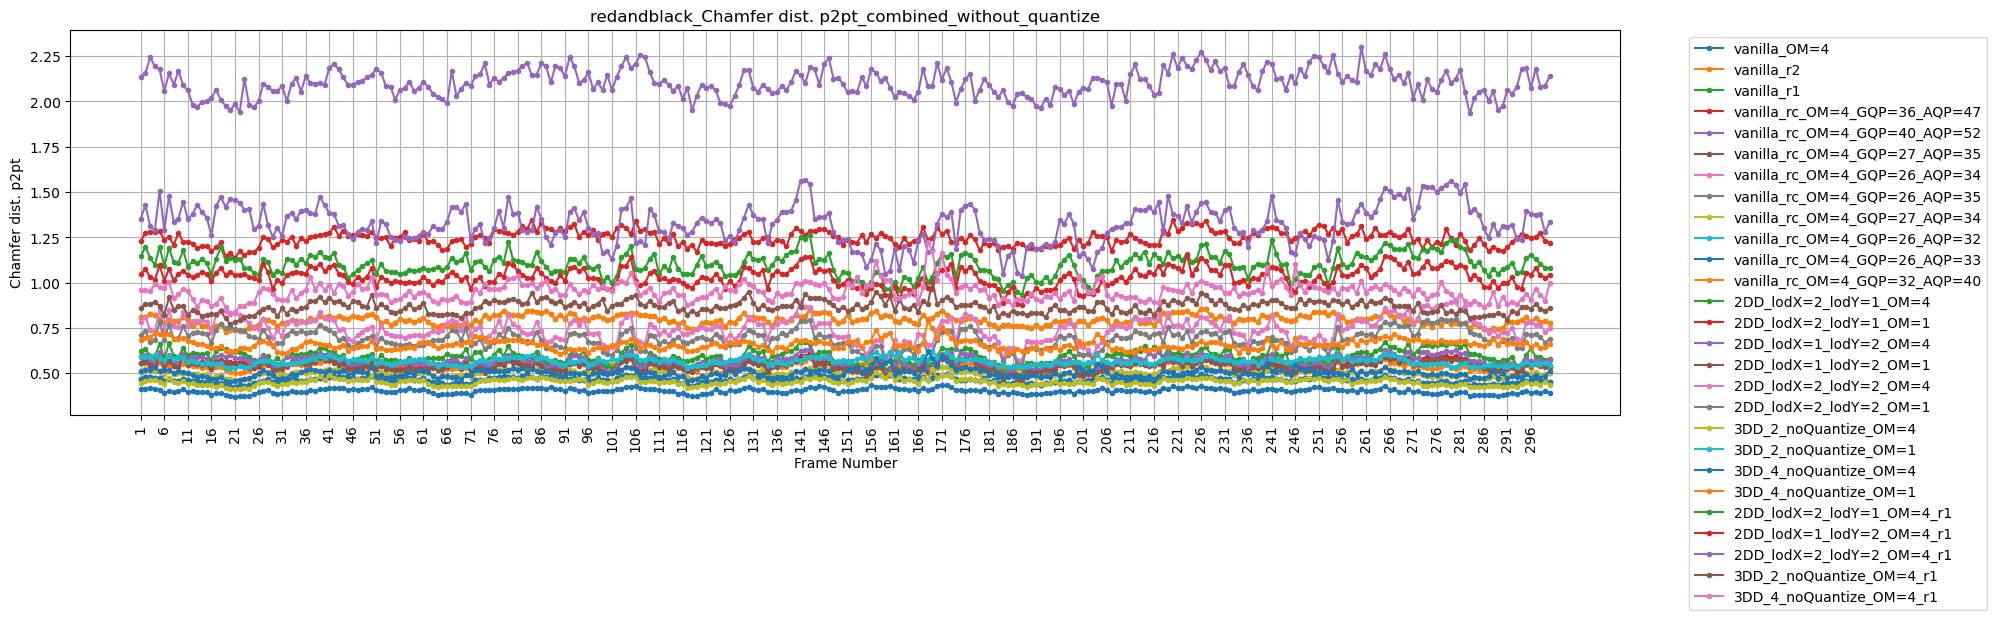 redandblack_Chamfer dist. p2pt_combined_without_quantize
Chamfer dist. p2pt
2.25
2.00
1.75
1.50
1.25
1.00
0.75
0.50
1 6 11 16 21 26 31 36 41 46 51 56 61 66 71 76 81 86 91 96 101 106 111 116 121 126 131 136 141 146 151 156 161 166 171 176 181 186 191 196 201 206 211 216 221 226 231 236 241 246 251 256 261 266 271 276 281 286 291 296
Frame Number
vanilla_OM=4
vanilla_r2
vanilla_r1
vanilla_rc_OM=4_GQP=36_AQP=47
vanilla_rc_OM=4_GQP=40_AQP=52
vanilla_rc_OM=4_GQP=27_AQP=35
vanilla_rc_OM=4_GQP=26_AQP=34
vanilla_rc_OM=4_GQP=26_AQP=35
vanilla_rc_OM=4_GQP=27_AQP=34
vanilla_rc_OM=4_GQP=26_AQP=32
vanilla_rc_OM=4_GQP=26_AQP=33
vanilla_rc_OM=4_GQP=32_AQP=40
2DD_lodX=2_lodY=1_OM=4
2DD_lodX=2_lodY=1_OM=1
2DD_lodX=1_lodY=2_OM=4
2DD_lodX=1_lodY=2_OM=1
2DD_lodX=2_lodY=2_OM=4
2DD_lodX=2_lodY=2_OM=1
3DD_2_noQuantize_OM=4
3DD_2_noQuantize_OM=1
3DD_4_noQuantize_OM=4
3DD_4_noQuantize_OM=1
2DD_lodX=2_lodY=1_OM=4_r1
2DD_lodX=1_lodY=2_OM=4_r1
2DD_lodX=2_lodY=2_OM=4_r1
3DD_2_noQuantize_OM=4_r1
3DD_4_noQuantize_OM=4_r1